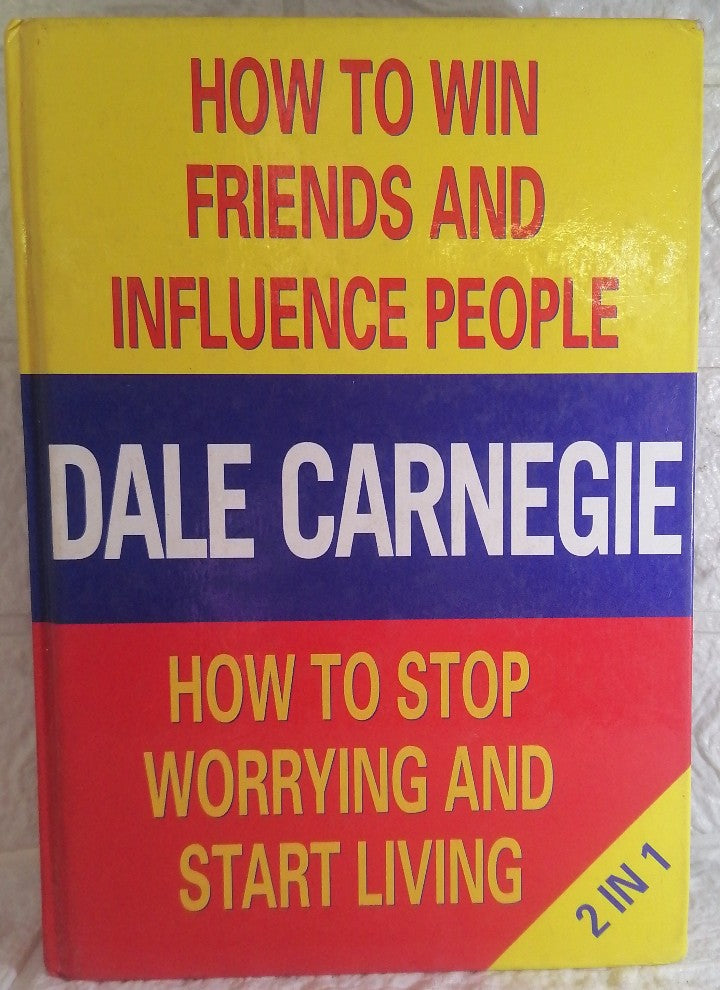 HOW TO WIN
FRIENDS AND
INFLUENCE PEOPLE
DALE CARNEGIE
HOW TO STOP
WORRYING AND
START LIVING
2 IN 1